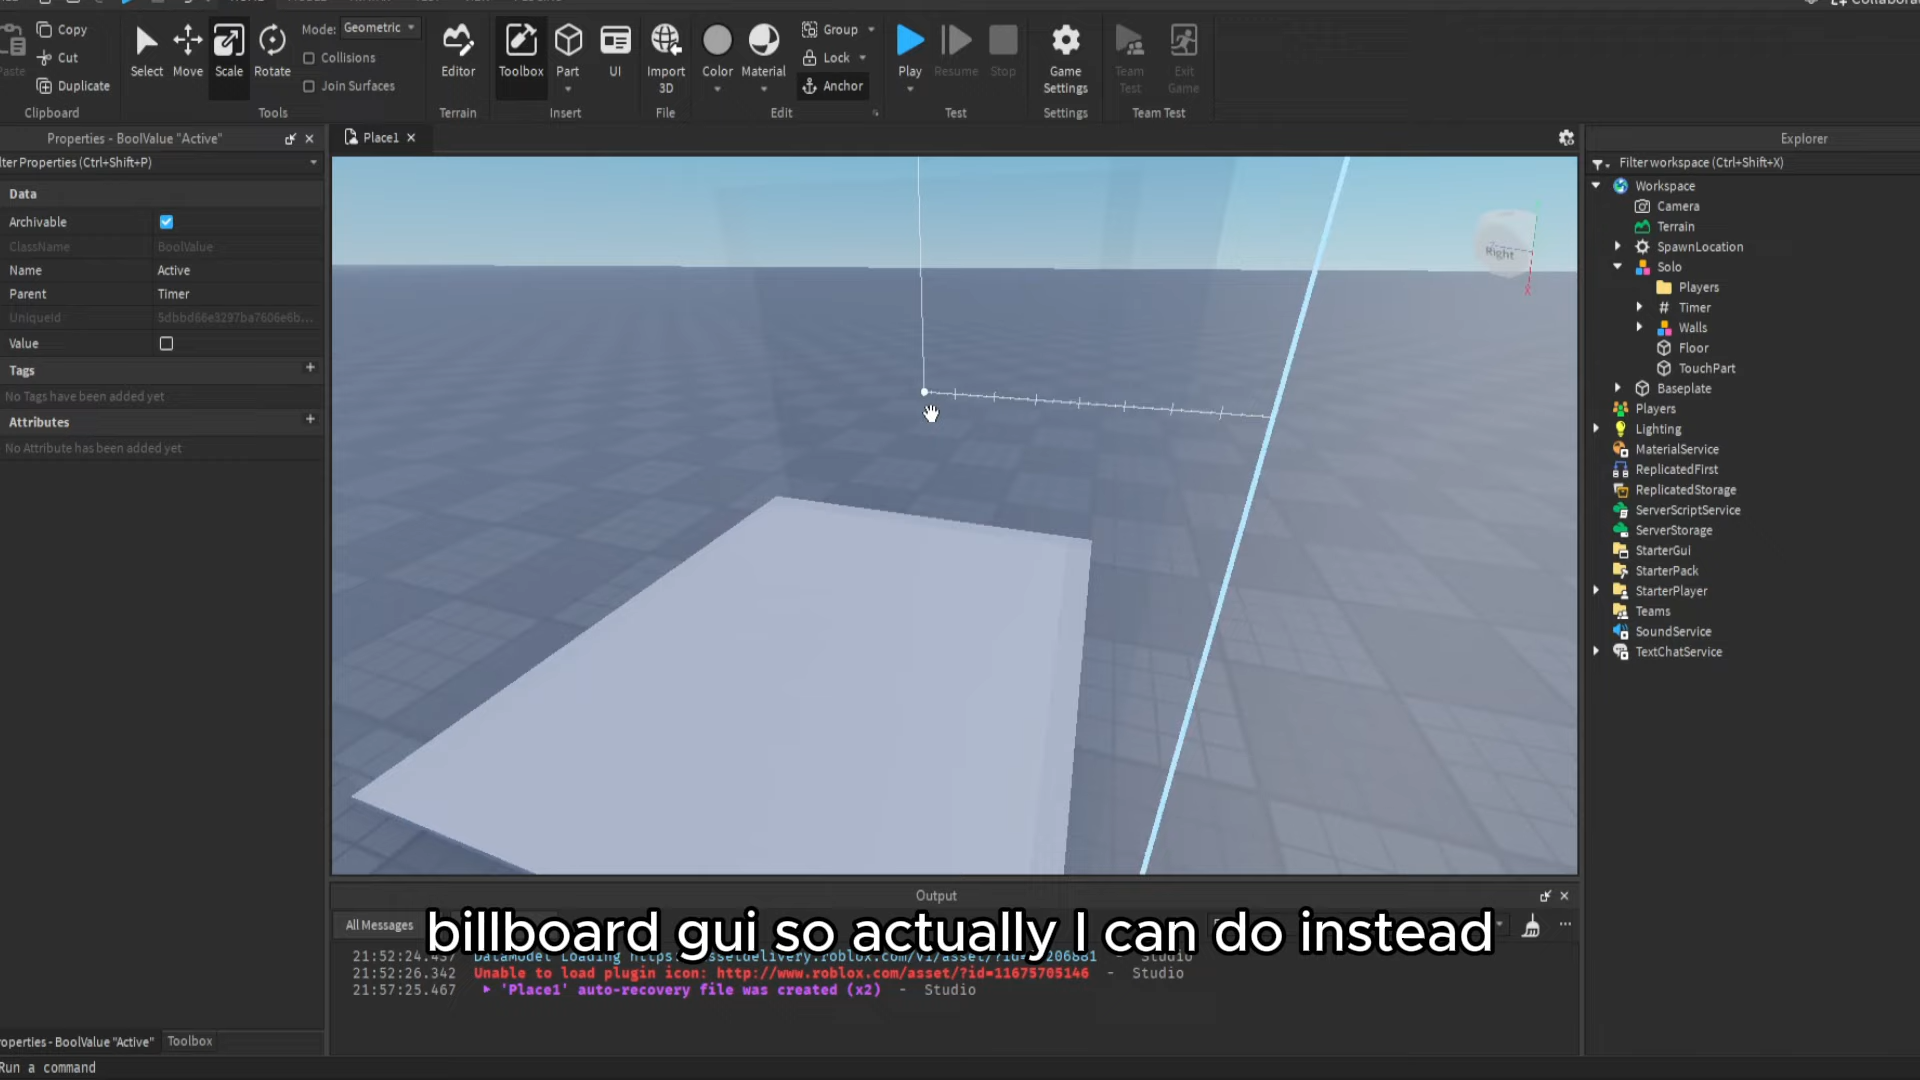 Copy
Cut
Duplicate
Paste
Clipboard
Select
Move
Scale
Rotate
Mode: Geometric
Collisions
Join Surfaces
Tools
Editor
Terrain
Toolbox
Part
UI
Insert
Import 3D
File
Color
Material
Group
Lock
Anchor
Edit
Play
Resume
Stop
Test
Game Settings
Settings
Team Test
Exit Game
Team Test
Properties - BoolValue "Active"
lter Properties (Ctrl+Shift+P)
Data
Archivable
ClassName BoolValue
Name Active
Parent Timer
UniqueId 5dbbd66e3297ba7606e6b...
Value
Tags
No Tags have been added yet
Attributes
No Attribute has been added yet
Place1
Right
X
Explorer
Filter workspace (Ctrl+Shift+X)
Workspace
Camera
Terrain
SpawnLocation
Solo
Players
Timer
Walls
Floor
TouchPart
Baseplate
Players
Lighting
MaterialService
ReplicatedFirst
ReplicatedStorage
ServerScriptService
ServerStorage
StarterGui
StarterPack
StarterPlayer
Teams
SoundService
TextChatService
Output
All Messages
billboard gui so actually I can do instead
21:52:26.342 Unable to load plugin icon: http://www.roblox.com/asset/?id=11675705146 - Studio
21:57:25.467 'Place1' auto-recovery file was created (x2) - Studio
roperties - BoolValue "Active"
Toolbox
Run a command